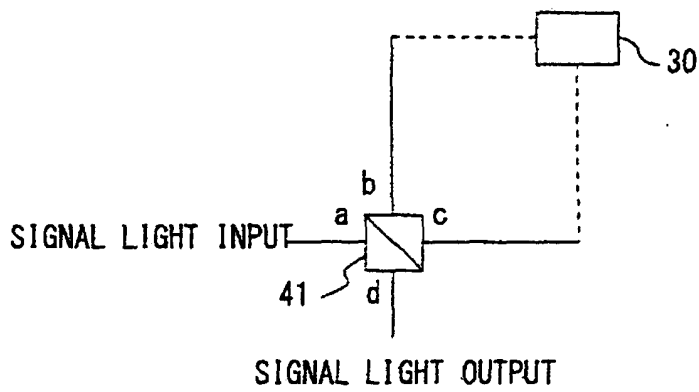 30
b
a
c
SIGNAL LIGHT INPUT
41
d
SIGNAL LIGHT OUTPUT